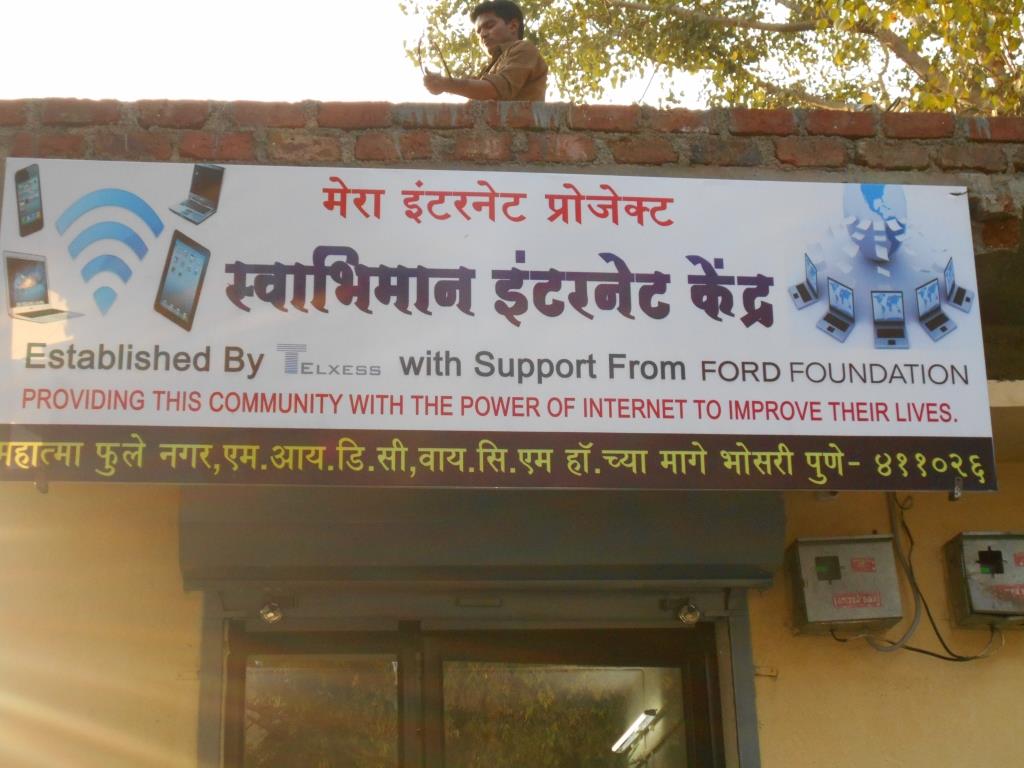 मेरा इंटरनेट प्रोजेक्ट
स्वाभिमान इंटरनेट केंद्र
Established By TELXESS with Support From FORD FOUNDATION
PROVIDING THIS COMMUNITY WITH THE POWER OF INTERNET TO IMPROVE THEIR LIVES.
महात्मा फुले नगर,एम.आय.डि.सी,वाय.सि.एम हॉ.च्या मागे भोसरी पुणे- ४११०२६